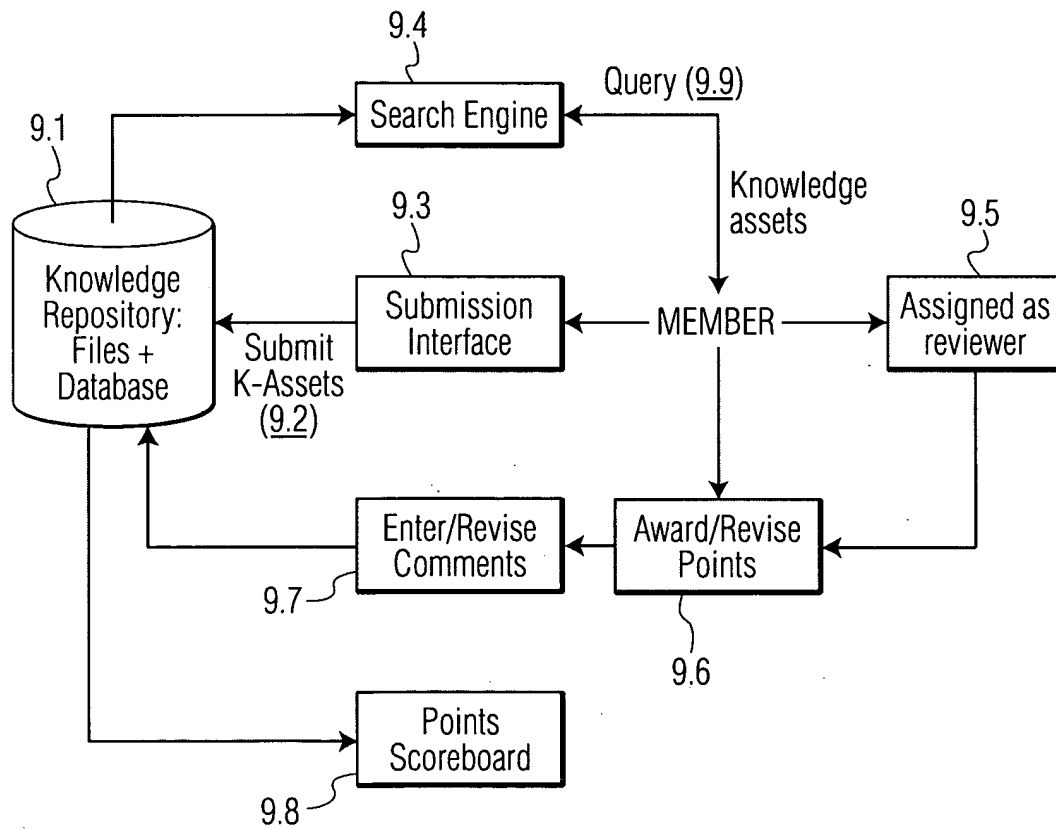 9.4
Query (9.9)
Search Engine
9.1
Knowledge
assets
9.3
9.5
Knowledge
Repository:
Files +
Database
Submission
Interface
MEMBER
Assigned as
reviewer
Submit
K-Assets
(9.2)
Enter/Revise
Comments
Award/Revise
Points
9.7
9.6
Points
Scoreboard
9.8